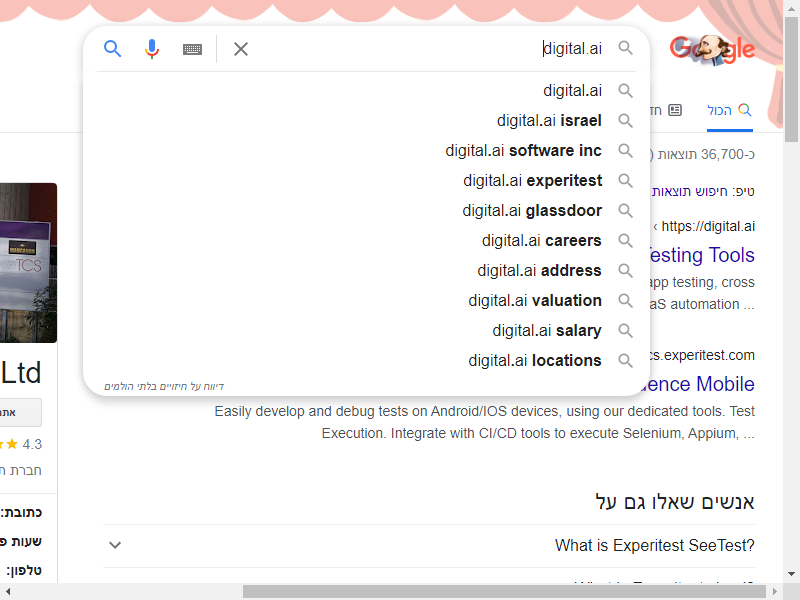 digital.ai
Google
digital.ai
digital.ai israel
digital.ai software inc
digital.ai experitest
digital.ai glassdoor
digital.ai careers
digital.ai address
digital.ai valuation
digital.ai salary
digital.ai locations
דיווח על חיזויים בלתי הולמים
הכול
חד
כ-36,700 תוצאות (
טיפ: חיפוש תוצאות
https://digital.ai ›
Testing Tools
app testing, cross
aS automation ...
cs.experitest.com
ence Mobile
Easily develop and debug tests on Android/IOS devices, using our dedicated tools. Test
Execution. Integrate with CI/CD tools to execute Selenium, Appium, ...
אנשים שאלו גם על
What is Experitest SeeTest?
TCS
Ltd
4.3
חברת
כתובת:
שעות
טלפון: